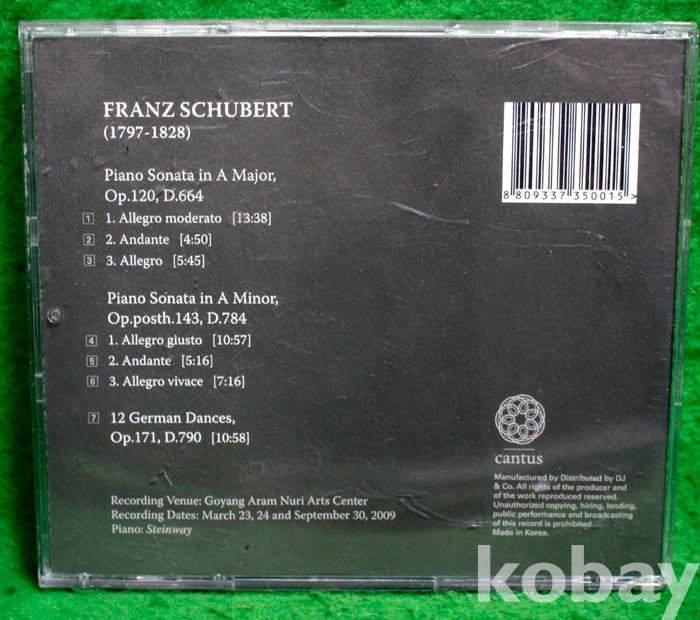 FRANZ SCHUBERT
(1797-1828)
Piano Sonata in A Major,
Op.120, D.664
1 1. Allegro moderato [13:38]
2 2. Andante [4:50]
3 3. Allegro [5:45]
Piano Sonata in A Minor,
Op.posth.143, D.784
4 1. Allegro giusto [10:57]
5 2. Andante [5:16]
6 3. Allegro vivace [7:16]
7 12 German Dances,
Op.171, D.790 [10:58]
Recording Venue: Goyang Aram Nuri Arts Center
Recording Dates: March 23, 24 and September 30, 2009
Piano: Steinway
8 809337 350015 >
cantus
Manufactured by Distributed by DJ
& Co. All rights of the producer and
of the work reproduced reserved.
Unauthorized copying, hiring, lending,
public performance and broadcasting
of this record is prohibited.
Made in Korea.
kobay